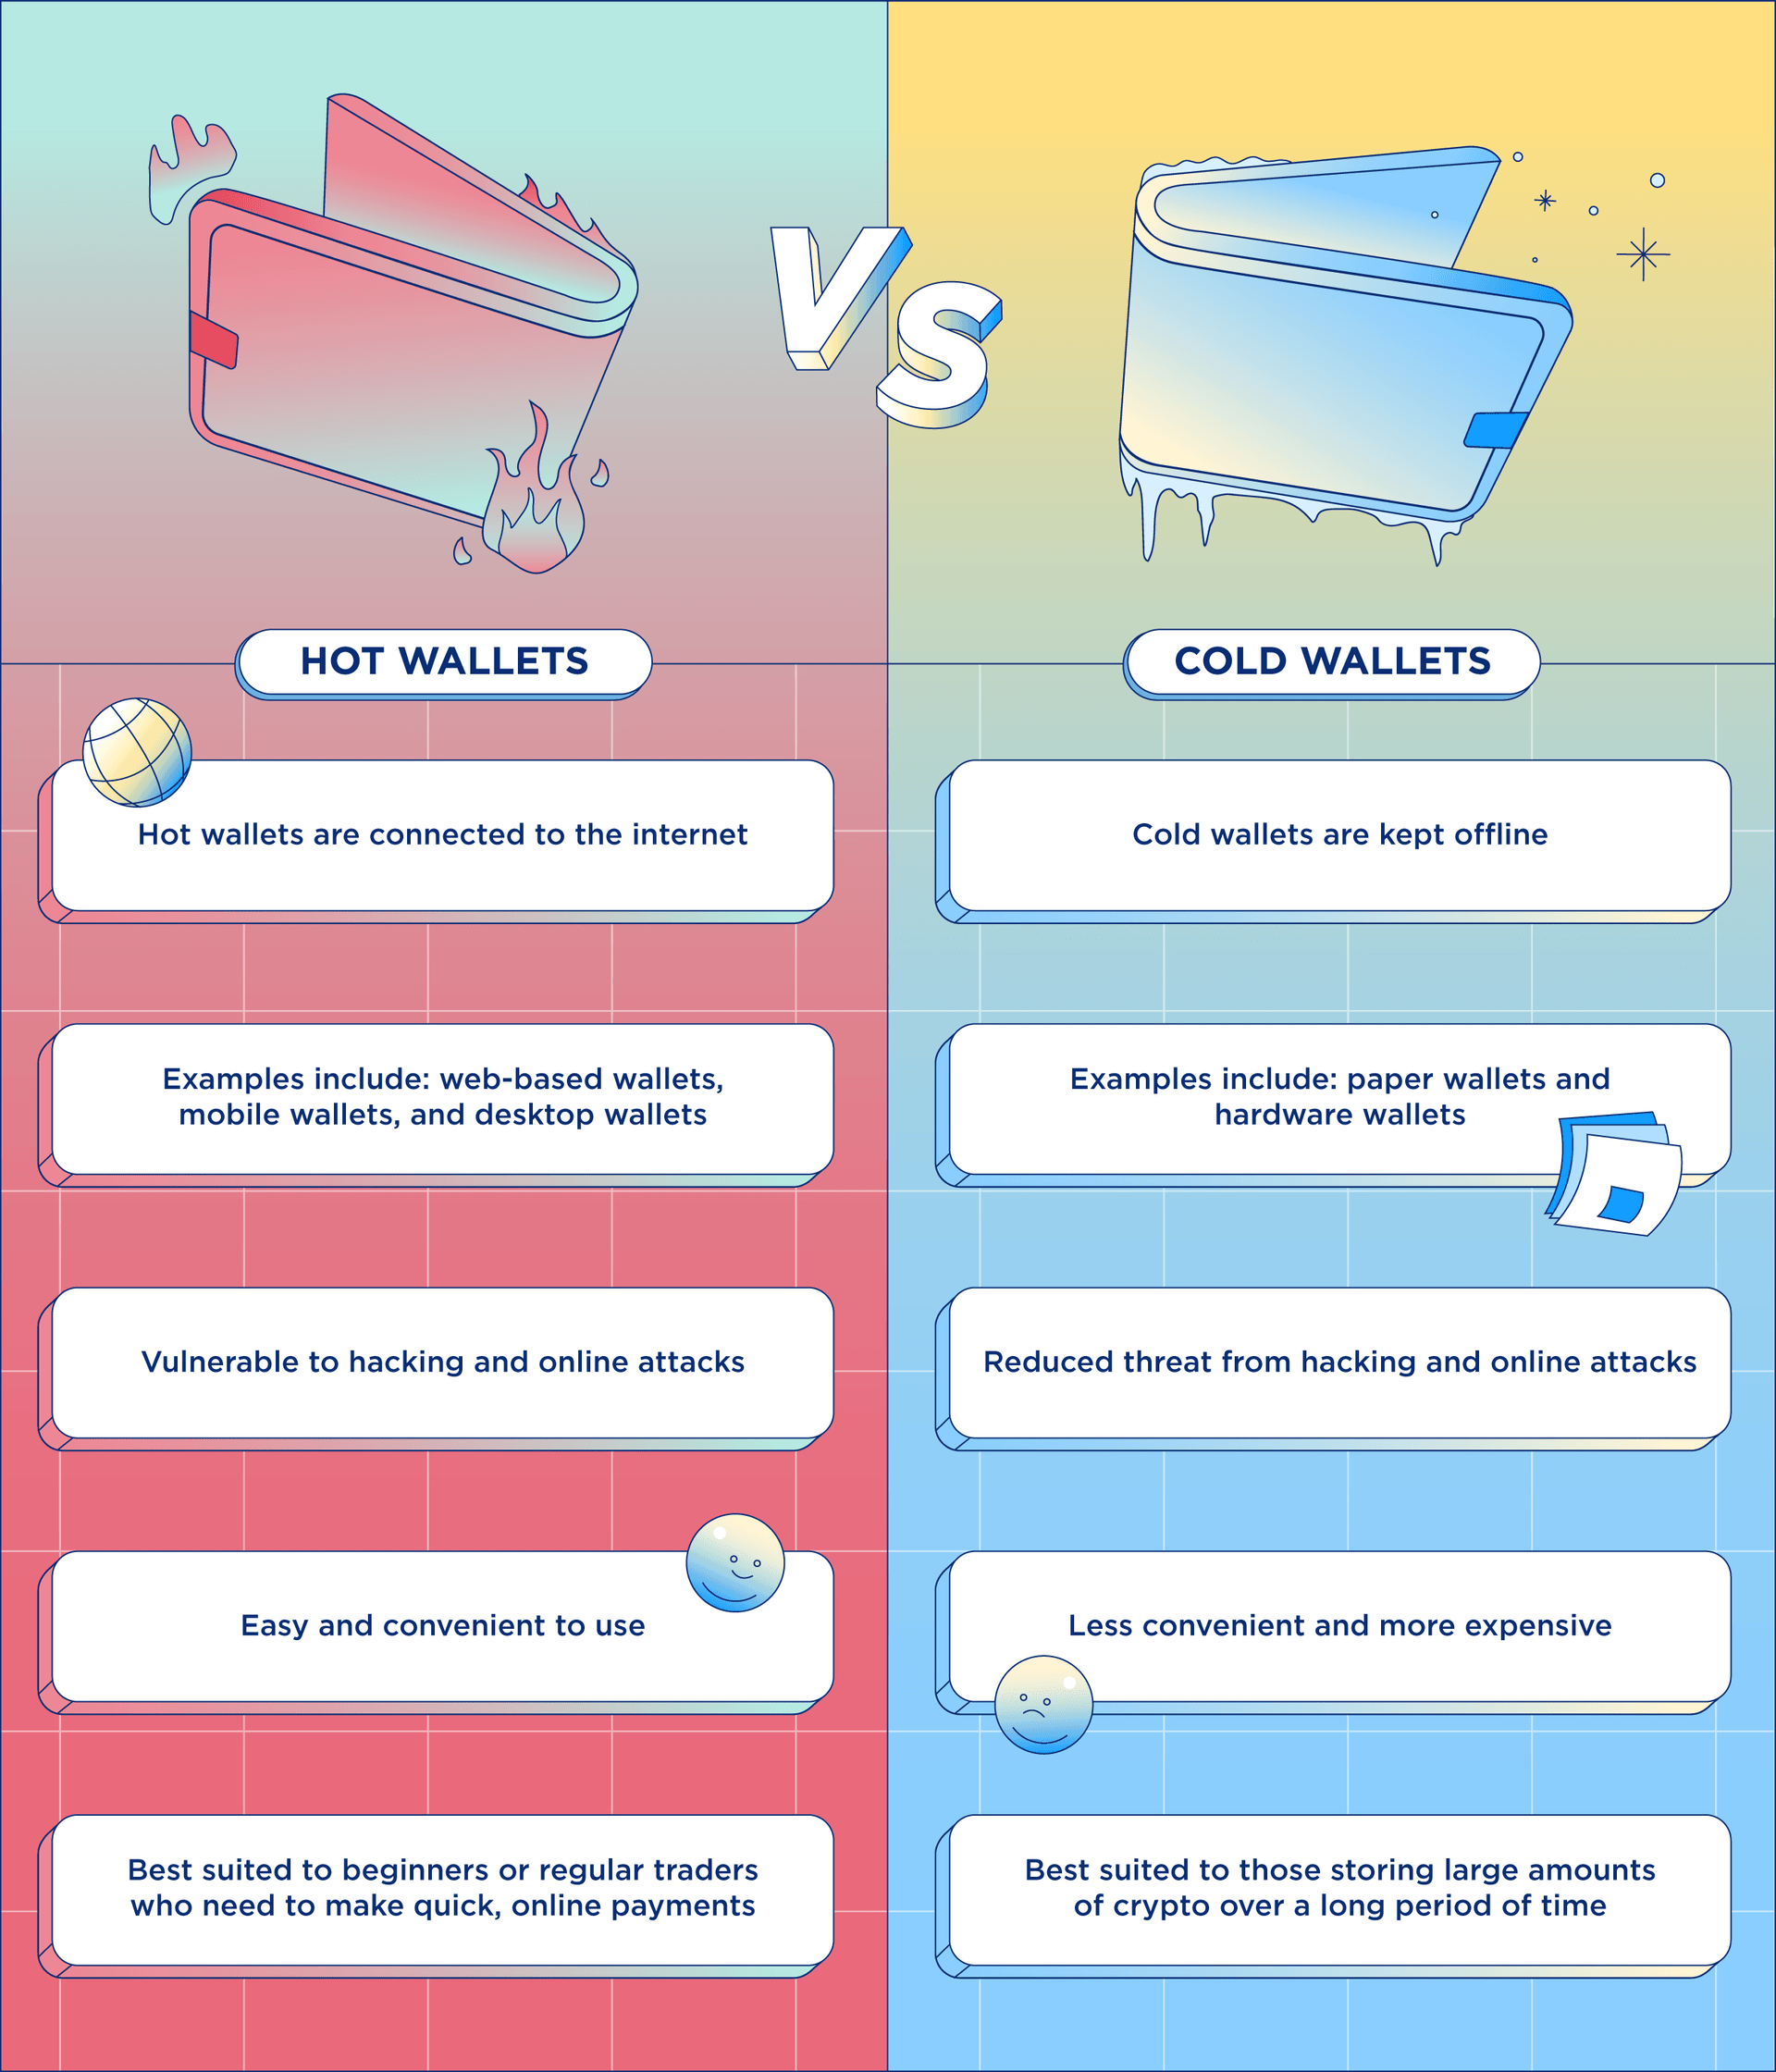 VS
HOT WALLETS
COLD WALLETS
Hot wallets are connected to the internet
Cold wallets are kept offline
Examples include: web-based wallets,
mobile wallets, and desktop wallets
Examples include: paper wallets and
hardware wallets
Vulnerable to hacking and online attacks
Reduced threat from hacking and online attacks
Easy and convenient to use
Less convenient and more expensive
Best suited to beginners or regular traders
who need to make quick, online payments
Best suited to those storing large amounts
of crypto over a long period of time